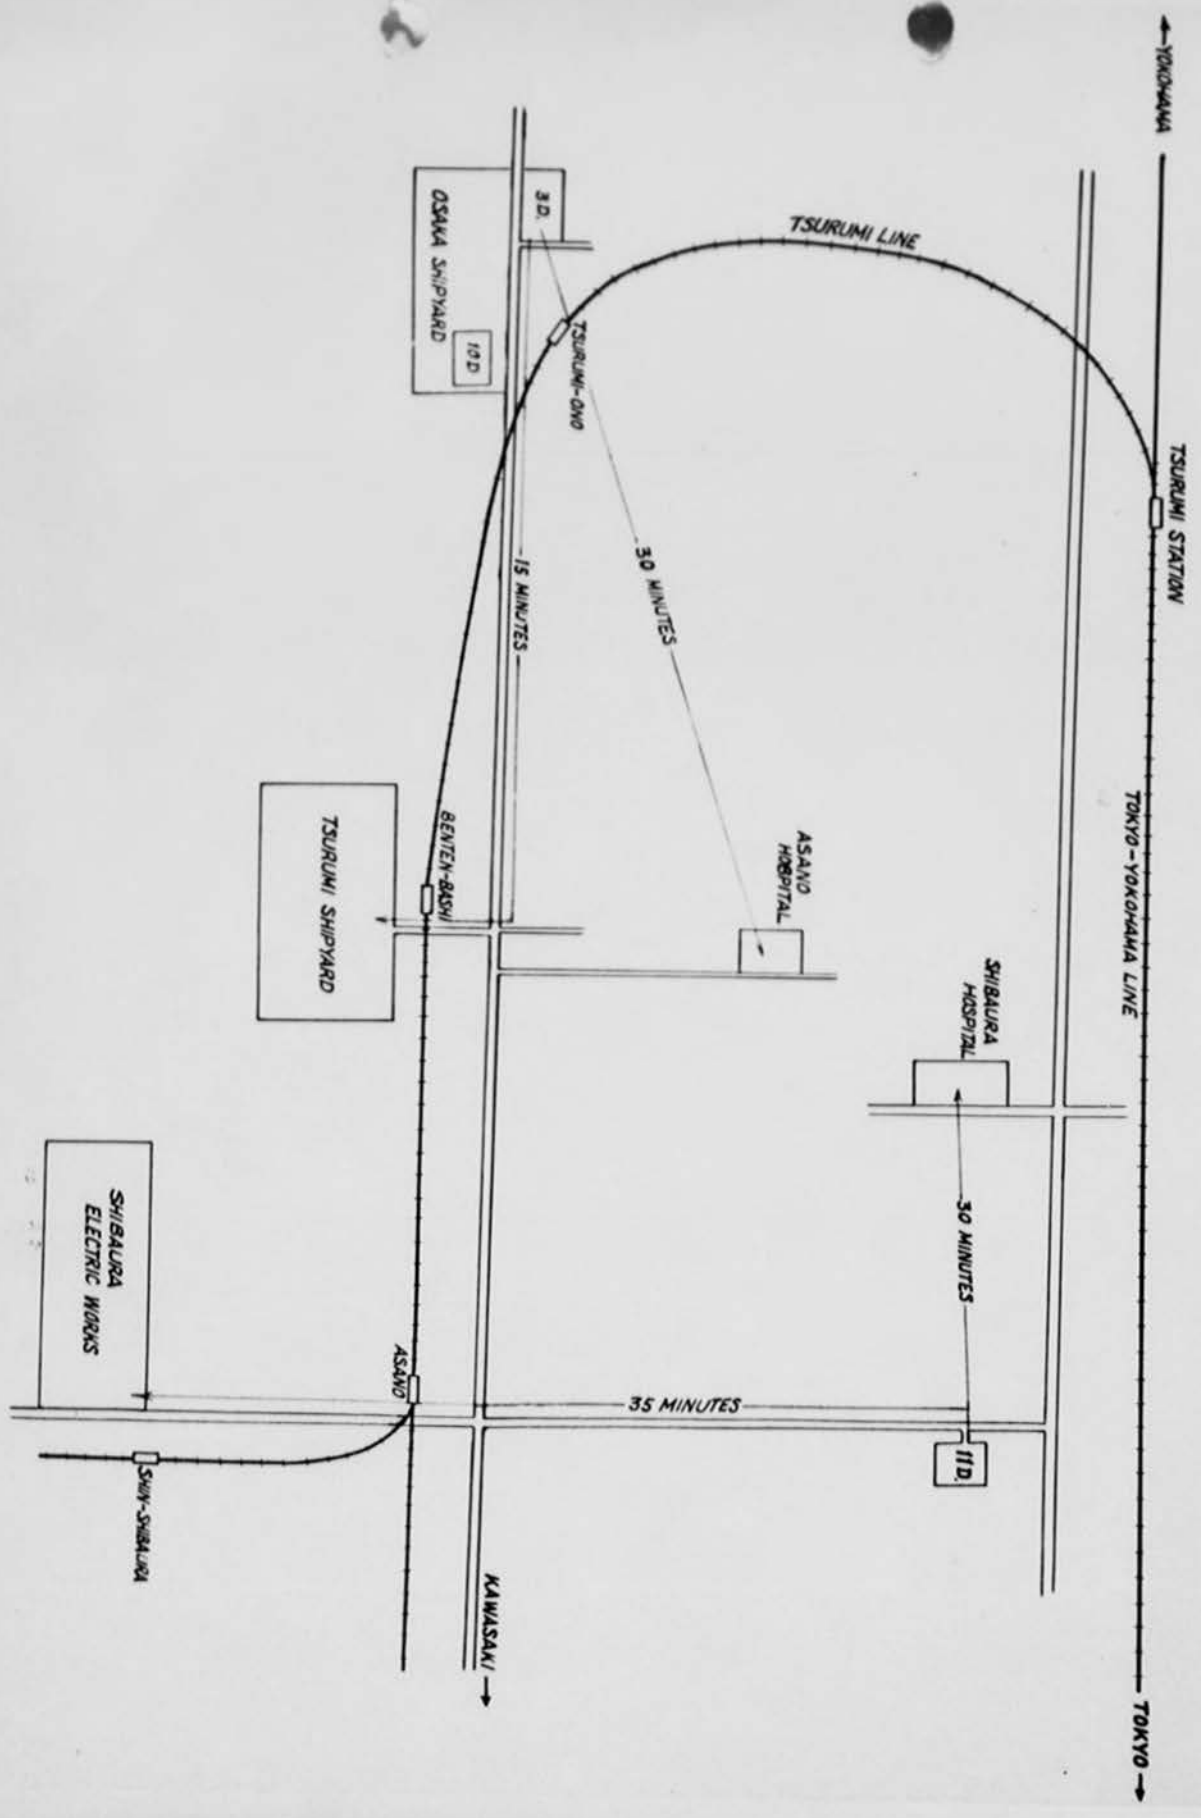 ← YOKOHAMA
TSURUMI STATION
TOKYO-YOKOHAMA LINE
TOKYO →
TSURUMI LINE
SHIBAURA
HOSPITAL
30 MINUTES
11D.
ASANO
HOSPITAL
30 MINUTES
35 MINUTES
3D.
TSURUMI-ONO
15 MINUTES
KAWASAKI →
OSAKA SHIPYARD
10D
BENTEN-BASHI
ASANO
TSURUMI SHIPYARD
SHIBAURA
ELECTRIC WORKS
SHIN-SHIBAURA